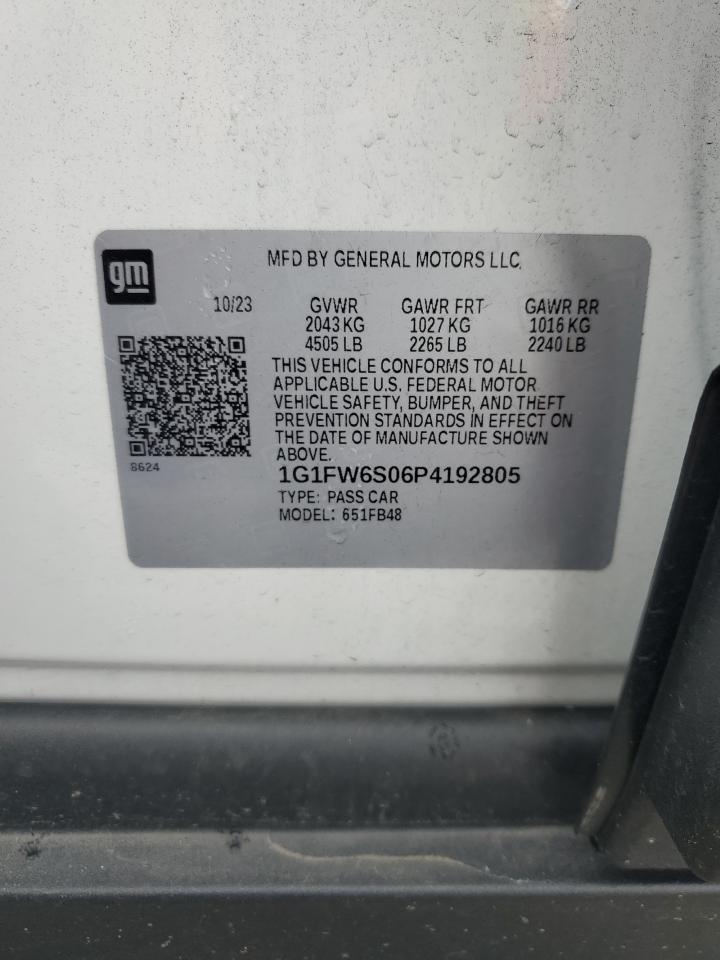 gm
MFD BY GENERAL MOTORS LLC
10/23 GVWR GAWR FRT GAWR RR
2043 KG 1027 KG 1016 KG
4505 LB 2265 LB 2240 LB
THIS VEHICLE CONFORMS TO ALL
APPLICABLE U.S. FEDERAL MOTOR
VEHICLE SAFETY, BUMPER, AND THEFT
PREVENTION STANDARDS IN EFFECT ON
THE DATE OF MANUFACTURE SHOWN
ABOVE.
8624
1G1FW6S06P4192805
TYPE: PASS CAR
MODEL: 651FB48